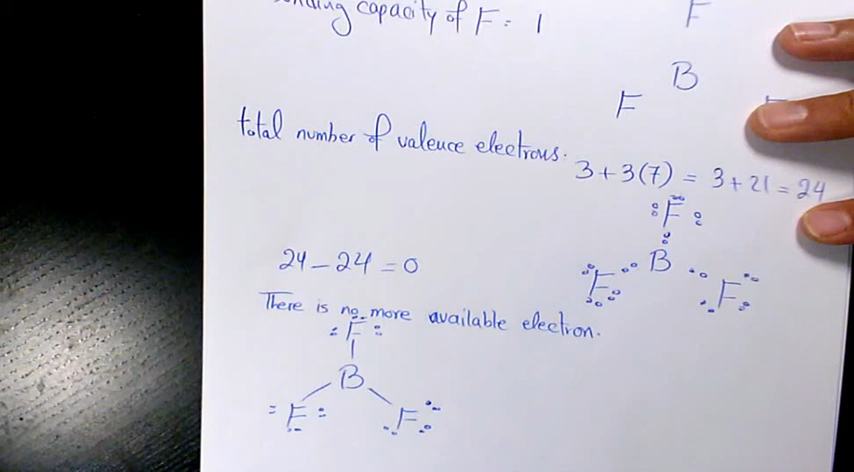 capacity of F = 1
F
B
F
total number of valence electrons.
3+3(7) = 3+21=24
F
B
F F
24-24=0
There is no more available electron.
F
B
F F